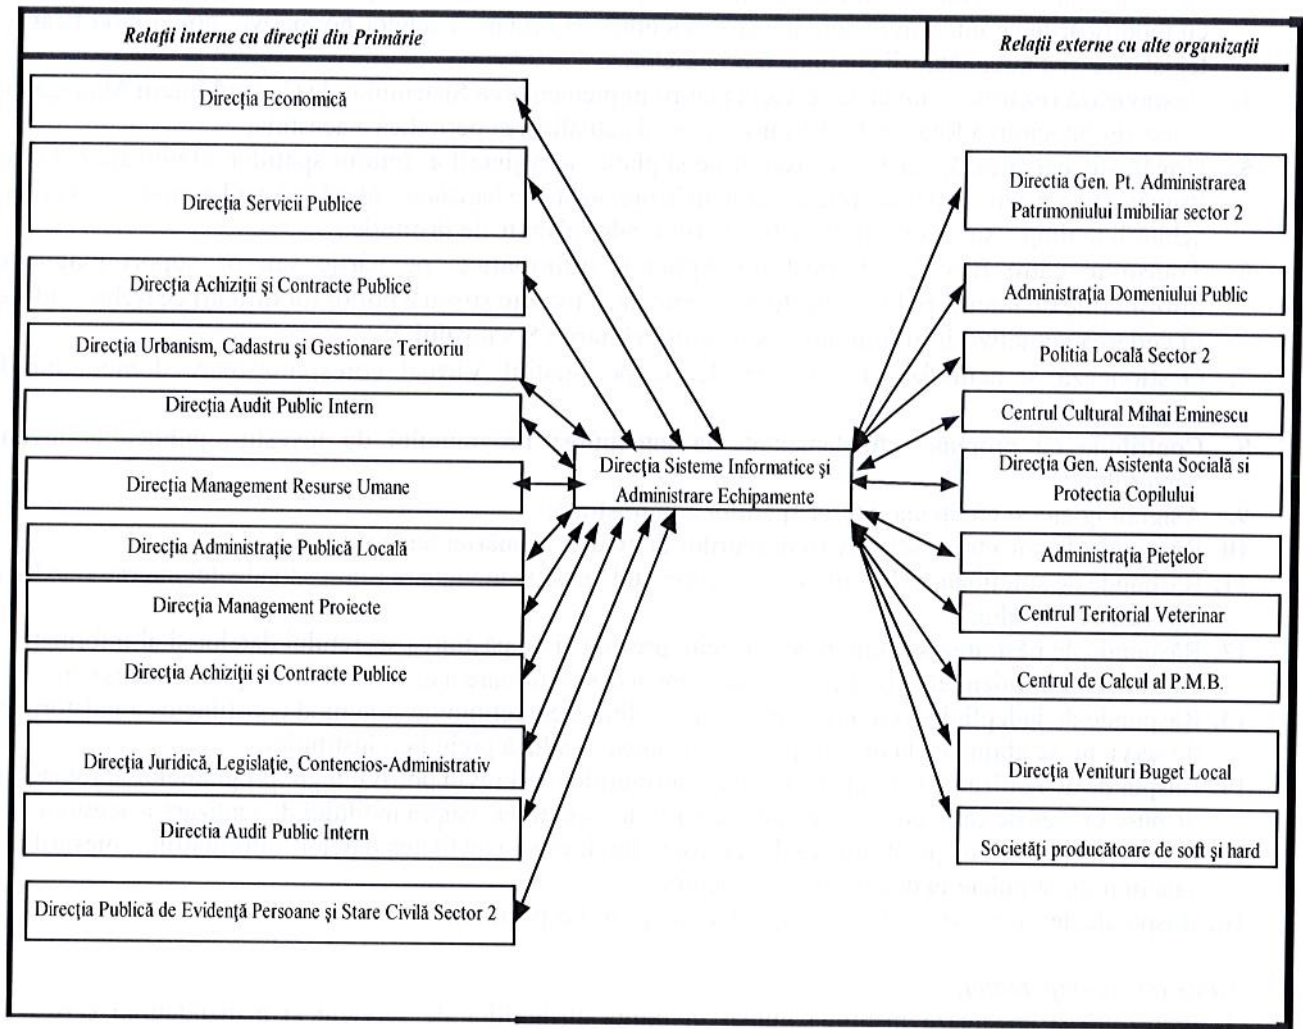 Relaţii interne cu direcţii din Primărie
Relaţii externe cu alte organizaţii
Direcţia Economică
Direcţia Servicii Publice
Direcţia Achiziţii şi Contracte Publice
Direcţia Urbanism, Cadastru şi Gestionare Teritoriu
Direcţia Audit Public Intern
Direcţia Management Resurse Umane
Direcţia Administraţie Publică Locală
Direcţia Management Proiecte
Direcţia Achiziţii şi Contracte Publice
Direcţia Juridică, Legislaţie, Contencios-Administrativ
Directia Audit Public Intern
Direcţia Publică de Evidenţă Persoane şi Stare Civilă Sector 2
Direcţia Sisteme Informatice şi
Administrare Echipamente
Directia Gen. Pt. Administrarea
Patrimoniului Imibiliar sector 2
Administraţia Domeniului Public
Politia Locală Sector 2
Centrul Cultural Mihai Eminescu
Direcţia Gen. Asistenta Socială si
Protectia Copilului
Administraţia Pieţelor
Centrul Teritorial Veterinar
Centrul de Calcul al P.M.B.
Direcţia Venituri Buget Local
Societăţi producătoare de soft şi hard